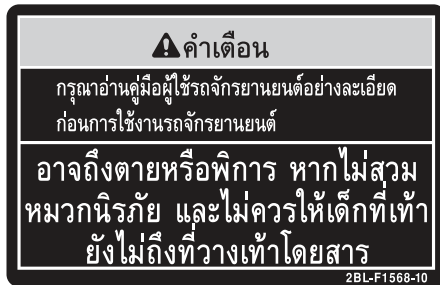 คำเตือน
กรุณาอ่านคู่มือผู้ใช้รถจักรยานยนต์อย่างละเอียด
ก่อนการใช้งานรถจักรยานยนต์
อาจถึงตายหรือพิการ หากไม่สวม
หมวกนิรภัย และไม่ควรให้เด็กที่เท้า
ยังไม่ถึงที่วางเท้าโดยสาร
2BL-F1568-10